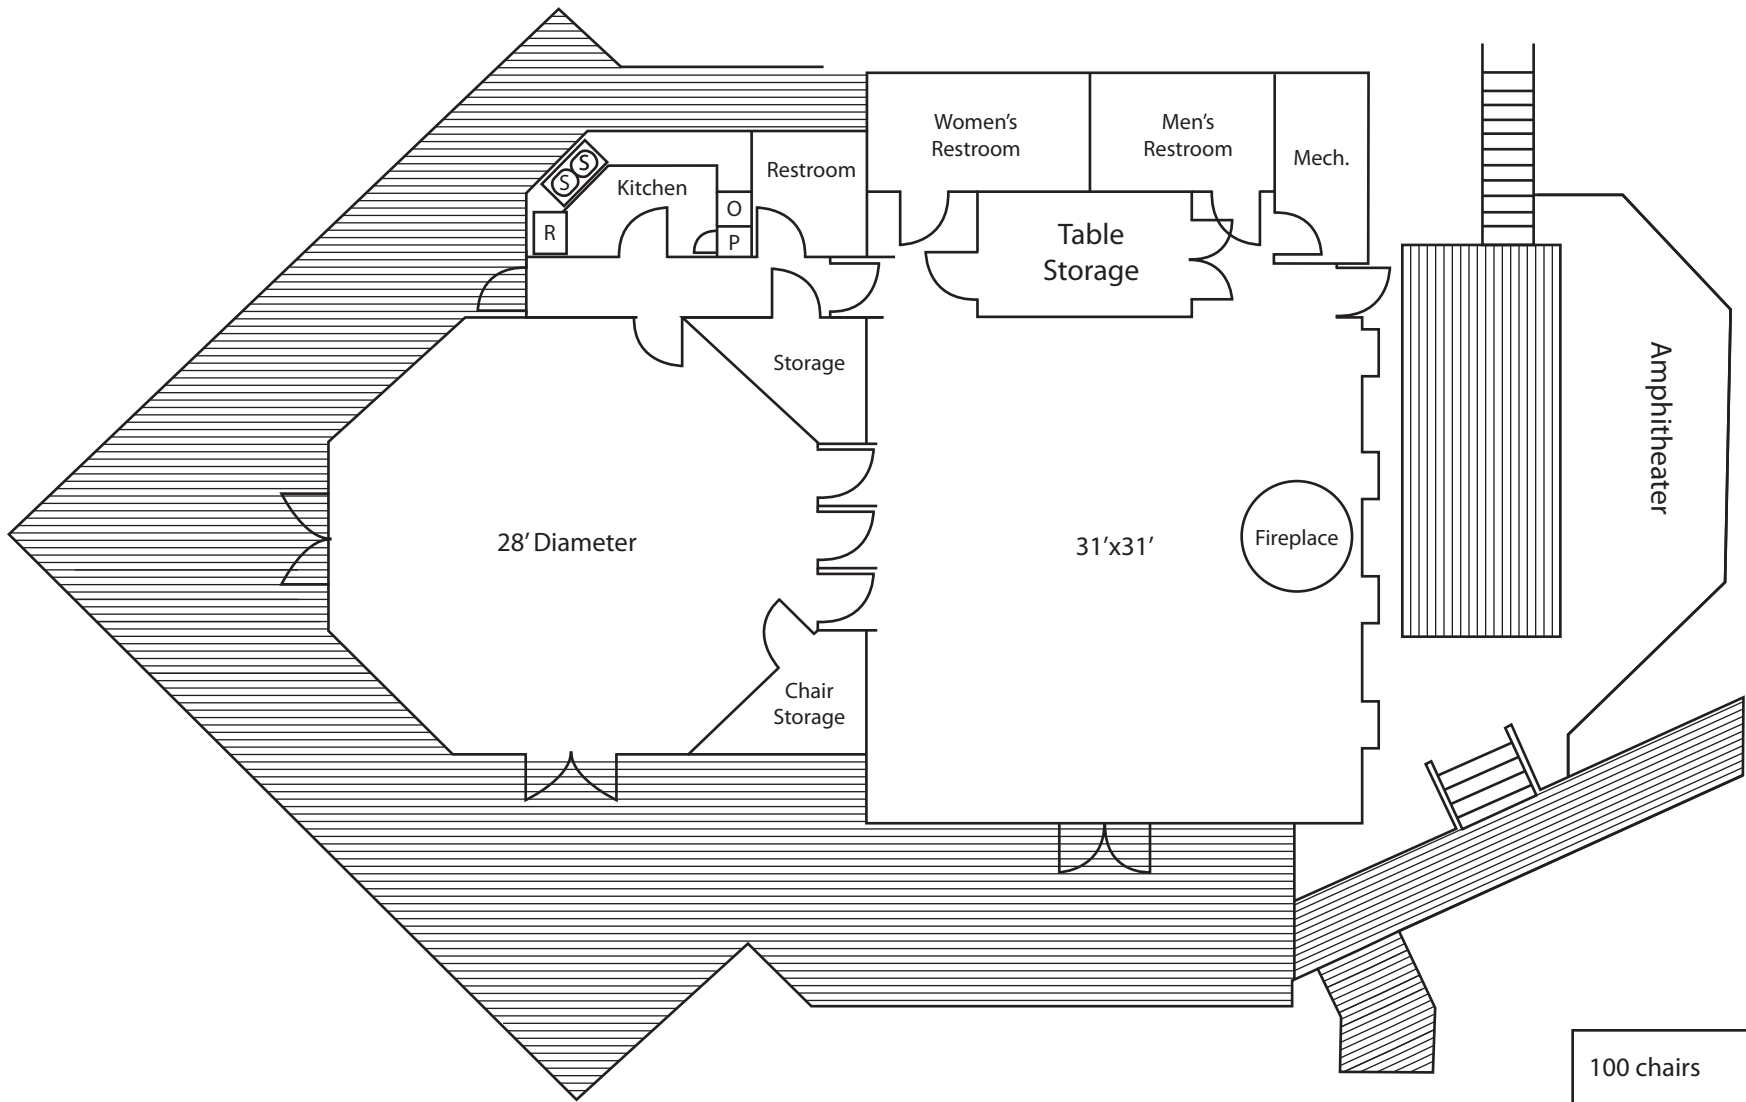 Women's
Restroom
Men's
Restroom
Mech.
Restroom
S
S
Kitchen
O
R
P
Table
Storage
Storage
Amphitheater
28' Diameter
31'x31'
Fireplace
Chair
Storage
100 chairs